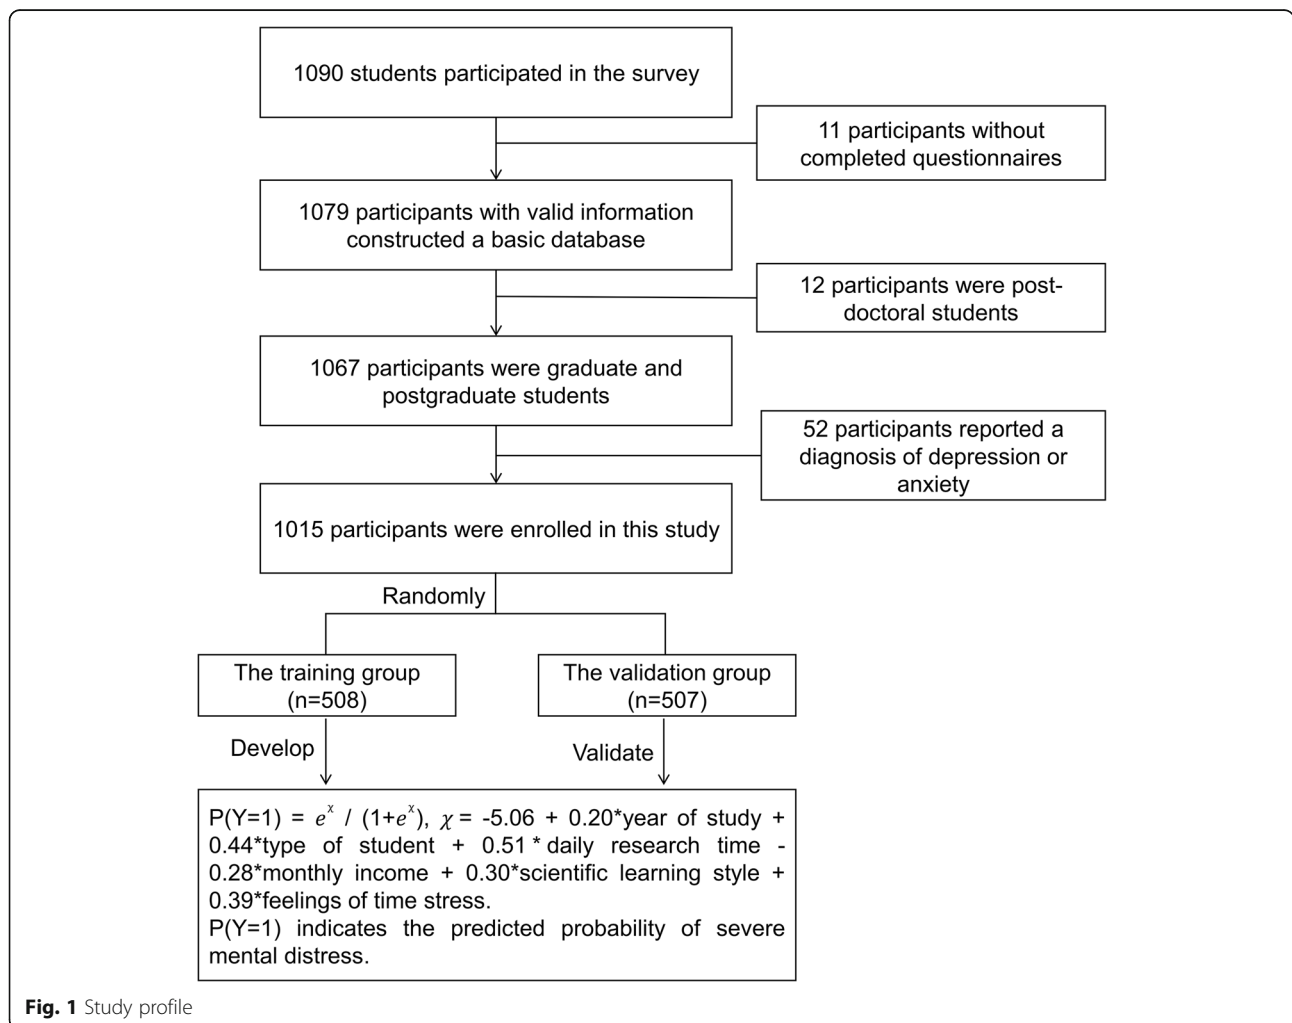 1090 students participated in the survey
11 participants without
completed questionnaires
1079 participants with valid information
constructed a basic database
12 participants were post-
doctoral students
1067 participants were graduate and
postgraduate students
52 participants reported a
diagnosis of depression or
anxiety
1015 participants were enrolled in this study
Randomly
The training group
(n=508)
The validation group
(n=507)
Develop
Validate
P(Y=1) = e^χ / (1+e^χ), χ = -5.06 + 0.20*year of study +
0.44*type of student + 0.51 * daily research time -
0.28*monthly income + 0.30*scientific learning style +
0.39*feelings of time stress.
P(Y=1) indicates the predicted probability of severe
mental distress.
Fig. 1 Study profile